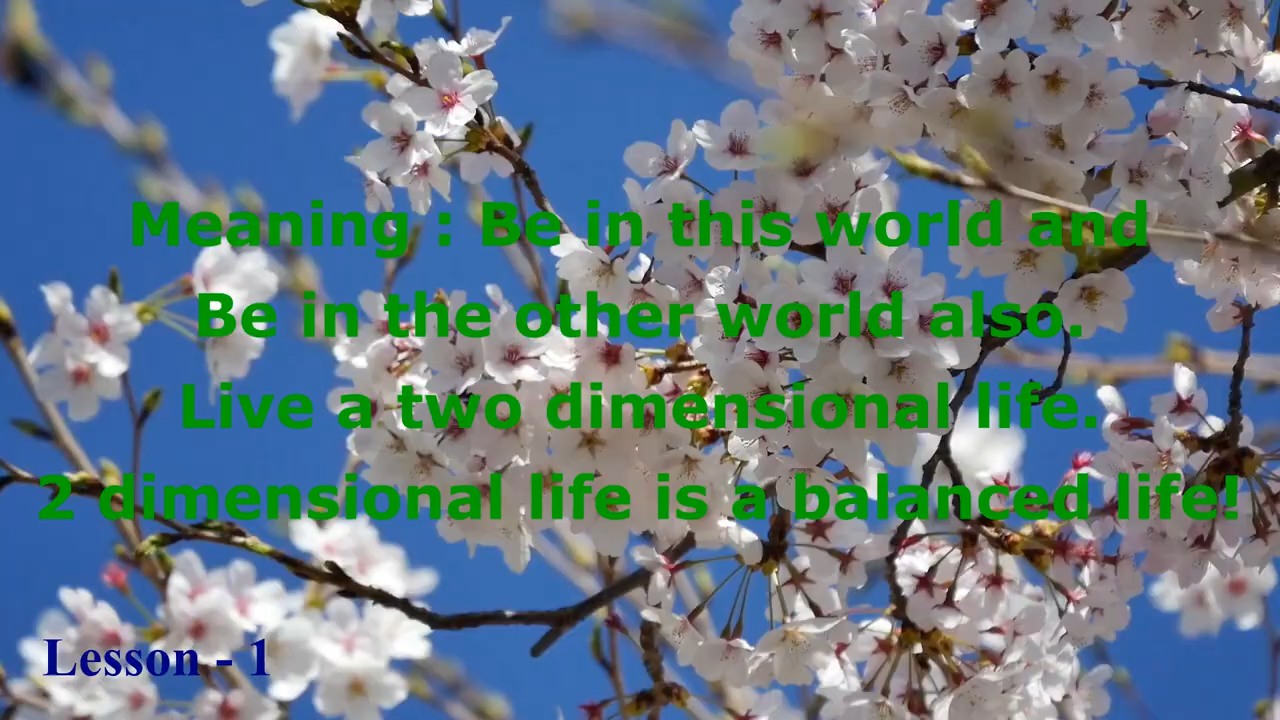 Meaning : Be in this world and
Be in the other world also.
Live a two dimensional life.
2 dimensional life is a balanced life!
Lesson - 1